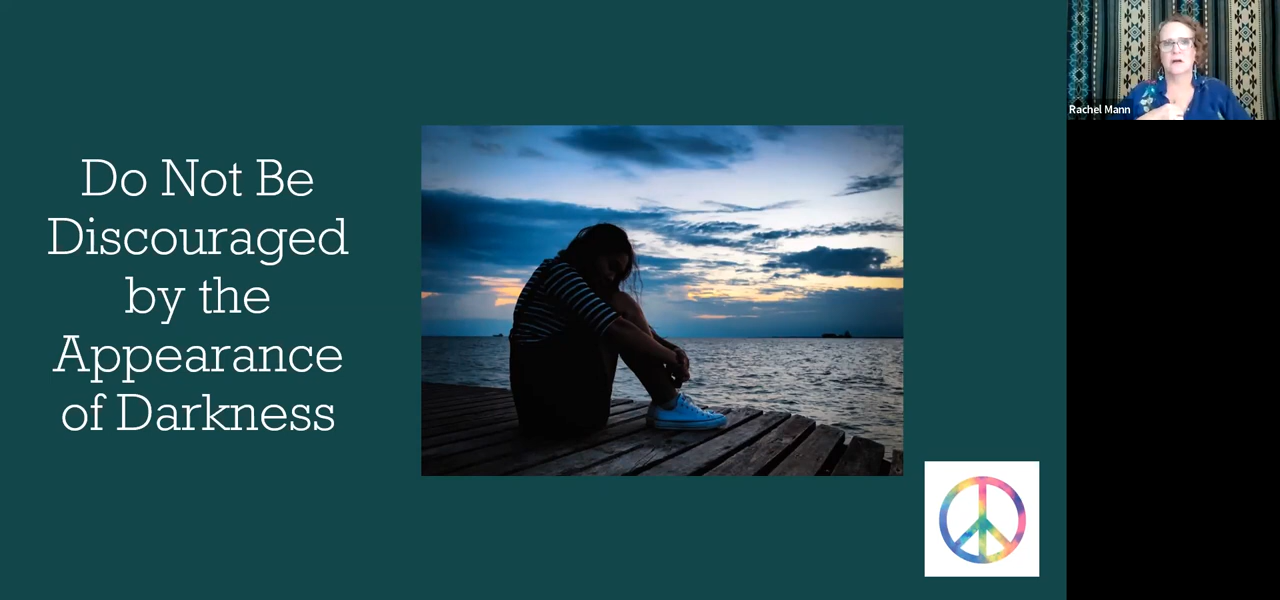 Do Not Be
Discouraged
by the
Appearance
of Darkness
Rachel Mann